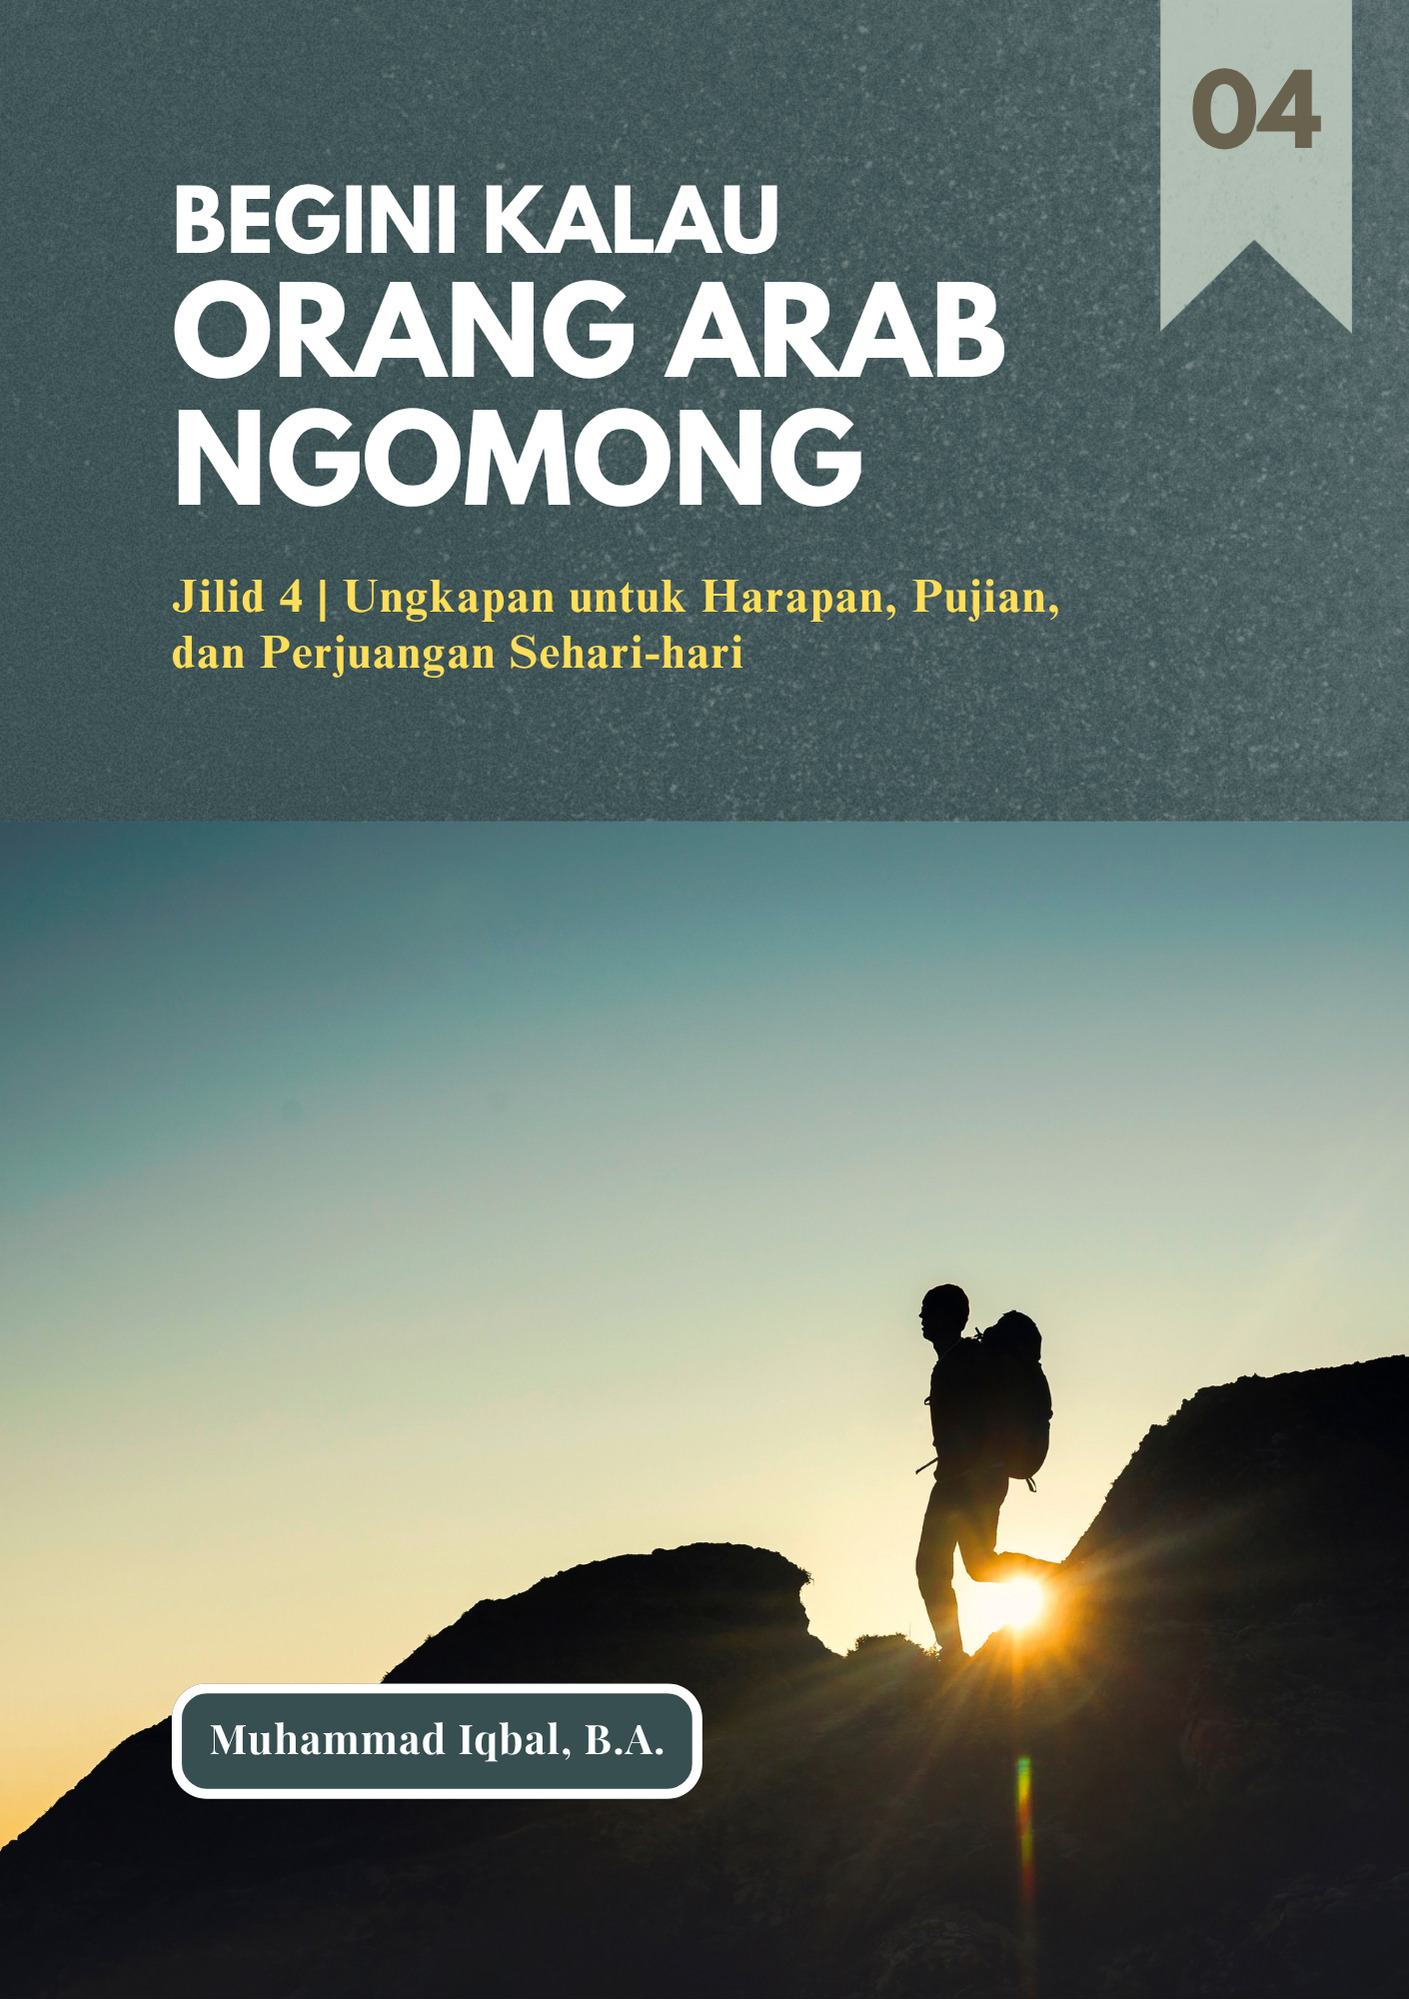 04
BEGINI KALAU
ORANG ARAB
NGOMONG
Jilid 4 | Ungkapan untuk Harapan, Pujian,
dan Perjuangan Sehari-hari
Muhammad Iqbal, B.A.